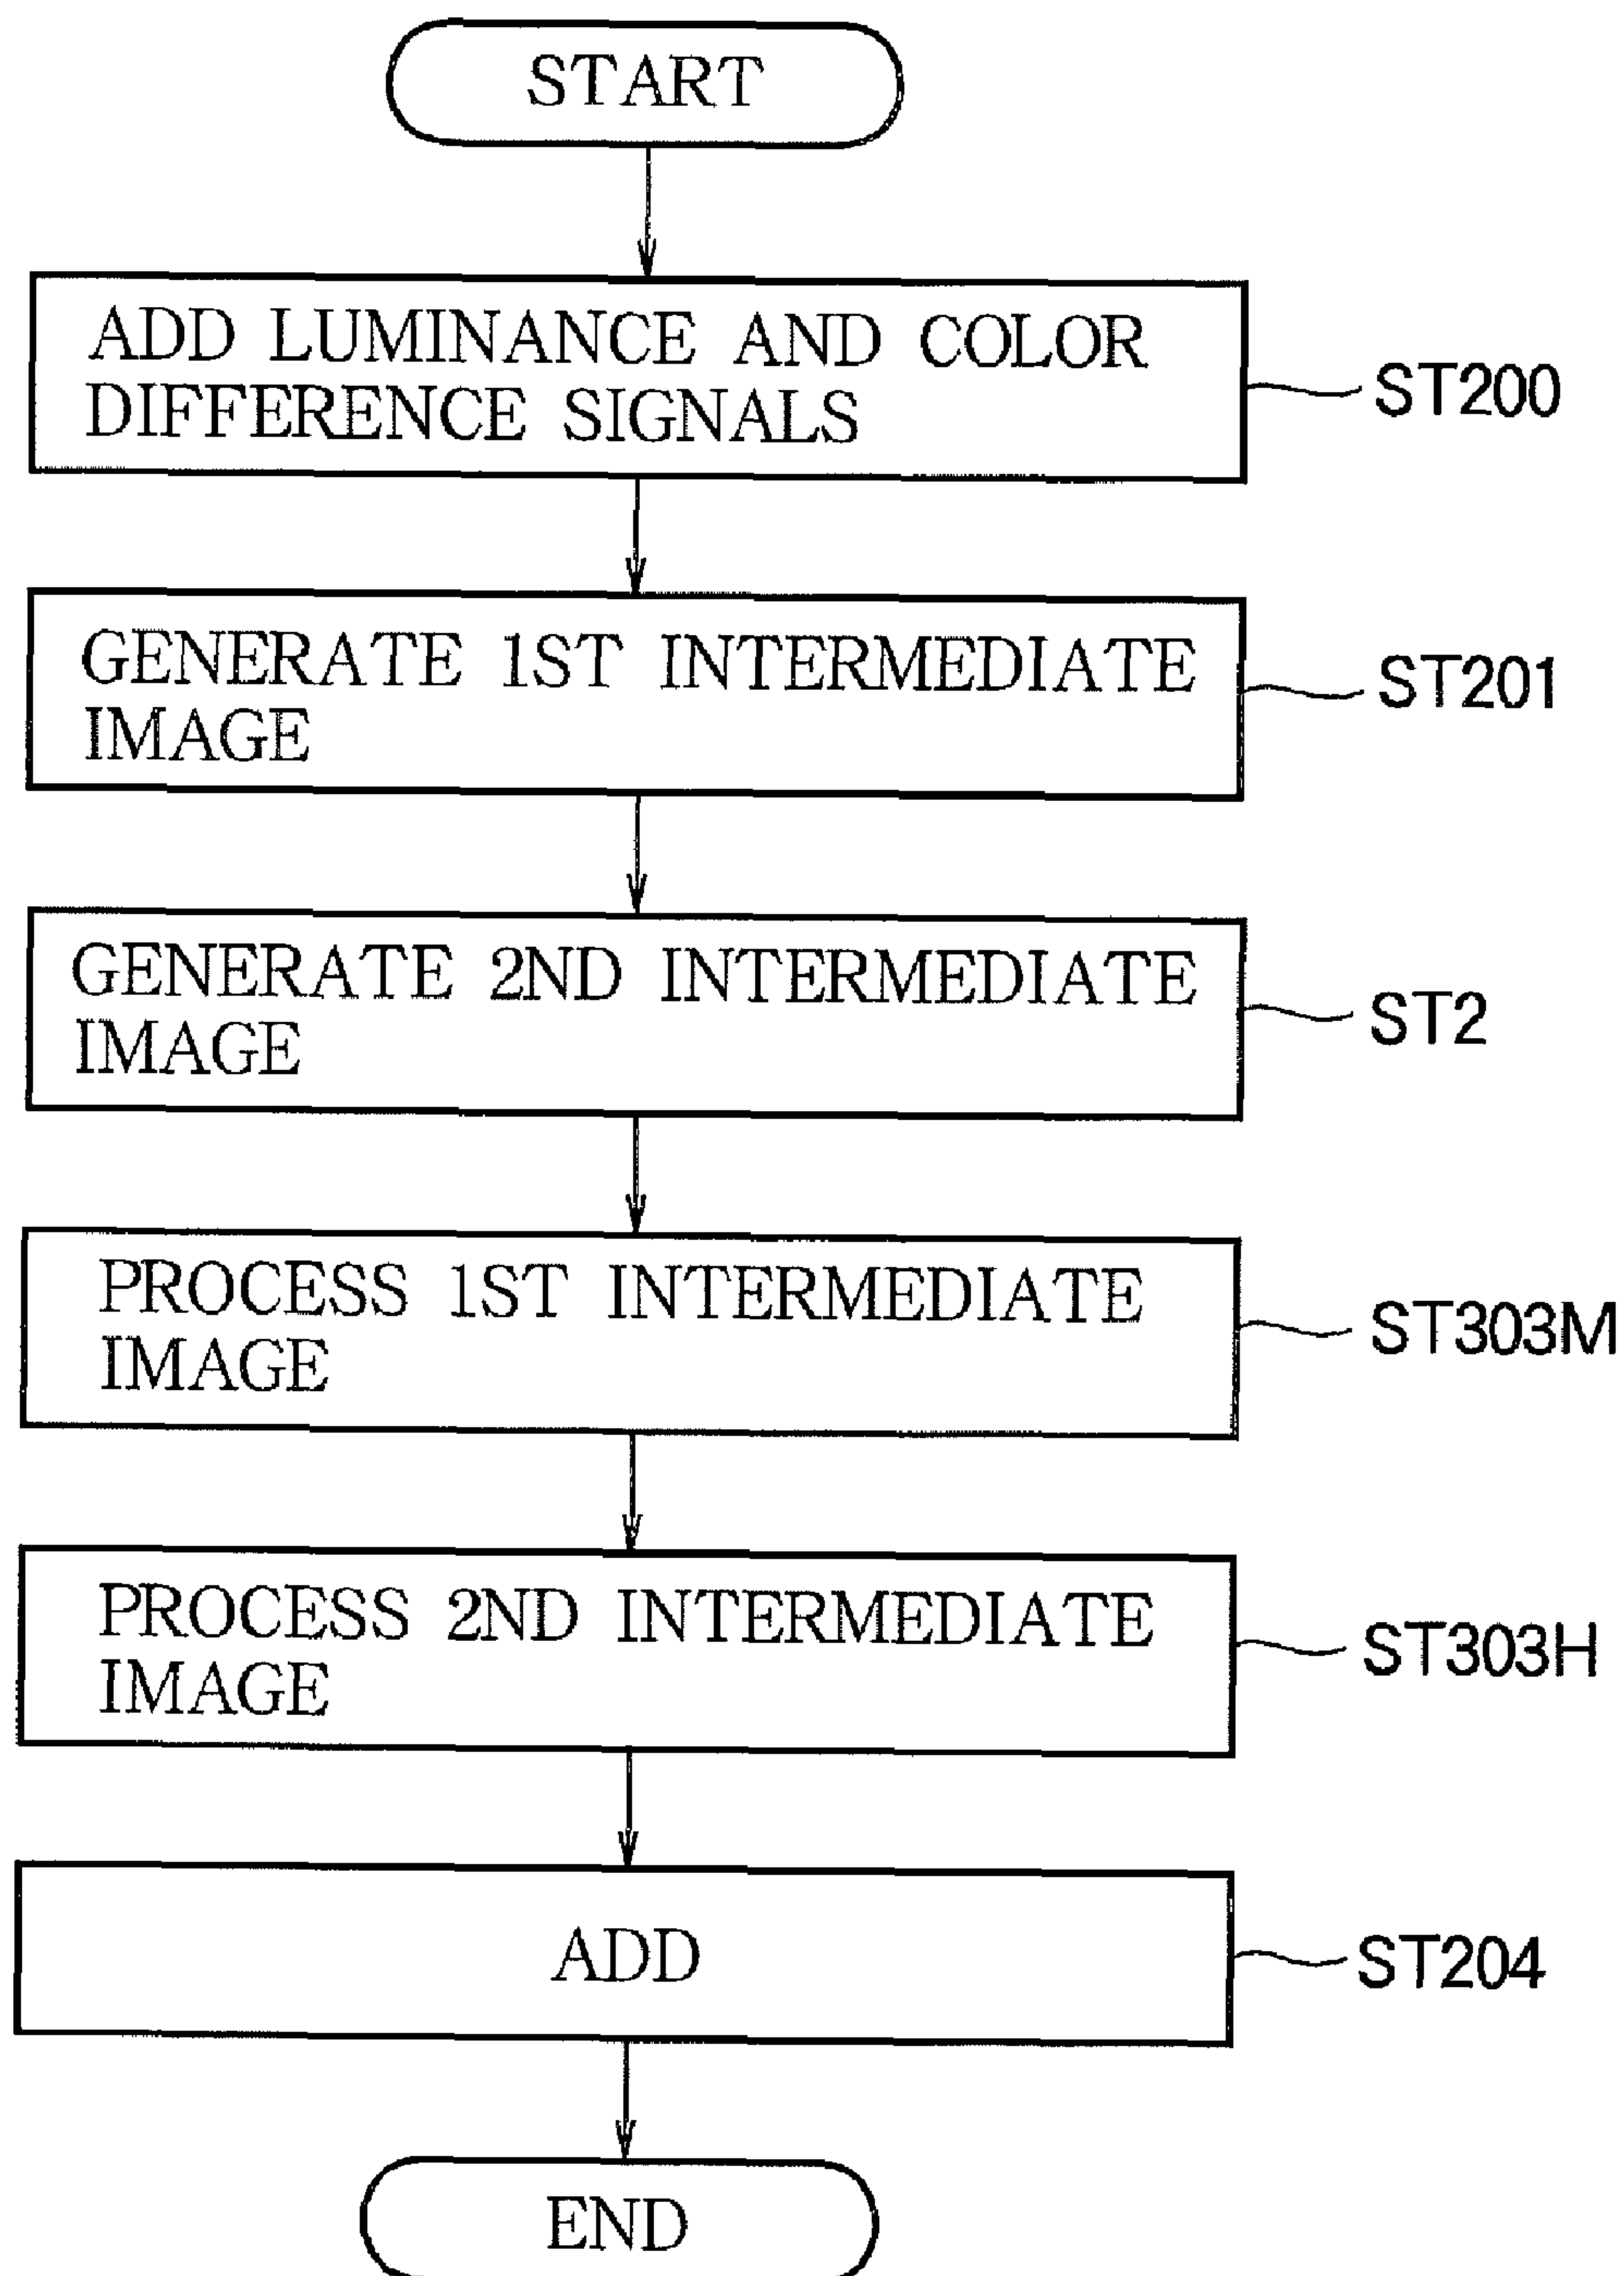 START
ADD LUMINANCE AND COLOR
DIFFERENCE SIGNALS
ST200
GENERATE 1ST INTERMEDIATE
IMAGE
ST201
GENERATE 2ND INTERMEDIATE
IMAGE
ST2
PROCESS 1ST INTERMEDIATE
IMAGE
ST303M
PROCESS 2ND INTERMEDIATE
IMAGE
ST303H
ADD
ST204
END